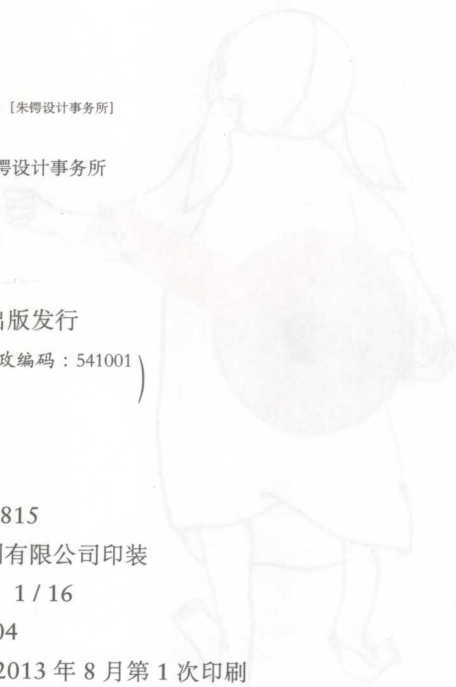 [朱锷设计事务所]
锷设计事务所
出版发行
政编码：541001)
815
刷有限公司印装
1 / 16
04
2013 年 8 月第 1 次印刷